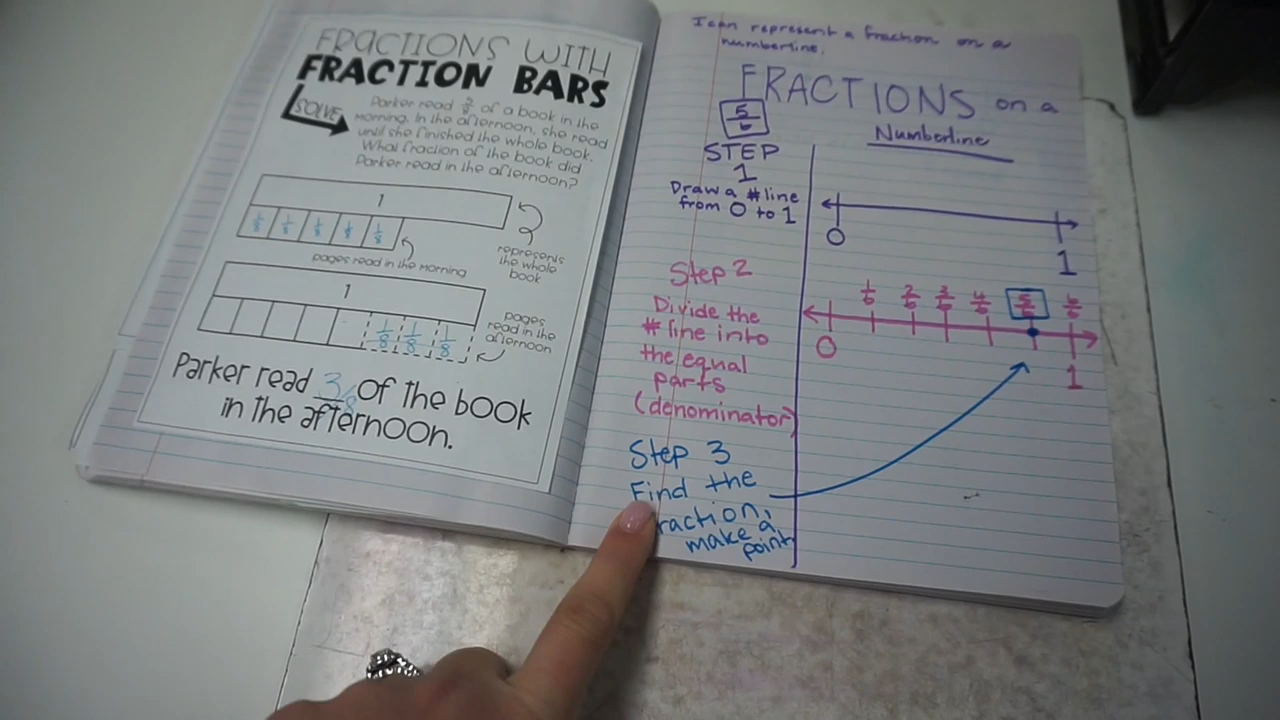 FRACTIONS WITH
FRACTION BARS
SOLVE
Parker read of a book in the
morning. In the afternoon, she read
until she finished the whole book.
What fraction of the book did
Parker read in the afternoon?
1
1/8 1/8 1/8 1/8 1/8
represents
the whole
book
pages read in the morning
1
1/8 1/8 1/8
pages
read in the
afternoon
Parker read 3/8 of the book
in the afternoon.
I can represent a fraction on a
numberline.
FRACTIONS on a
Numberline
5/6
STEP
1
Draw a #line
from 0 to 1
0 1
Step 2
Divide the
# line into
the equal
parts
(denominator)
1/6 2/6 3/6 4/6 5/6 6/6
0 1
Step 3
Find the
raction,
make a
point